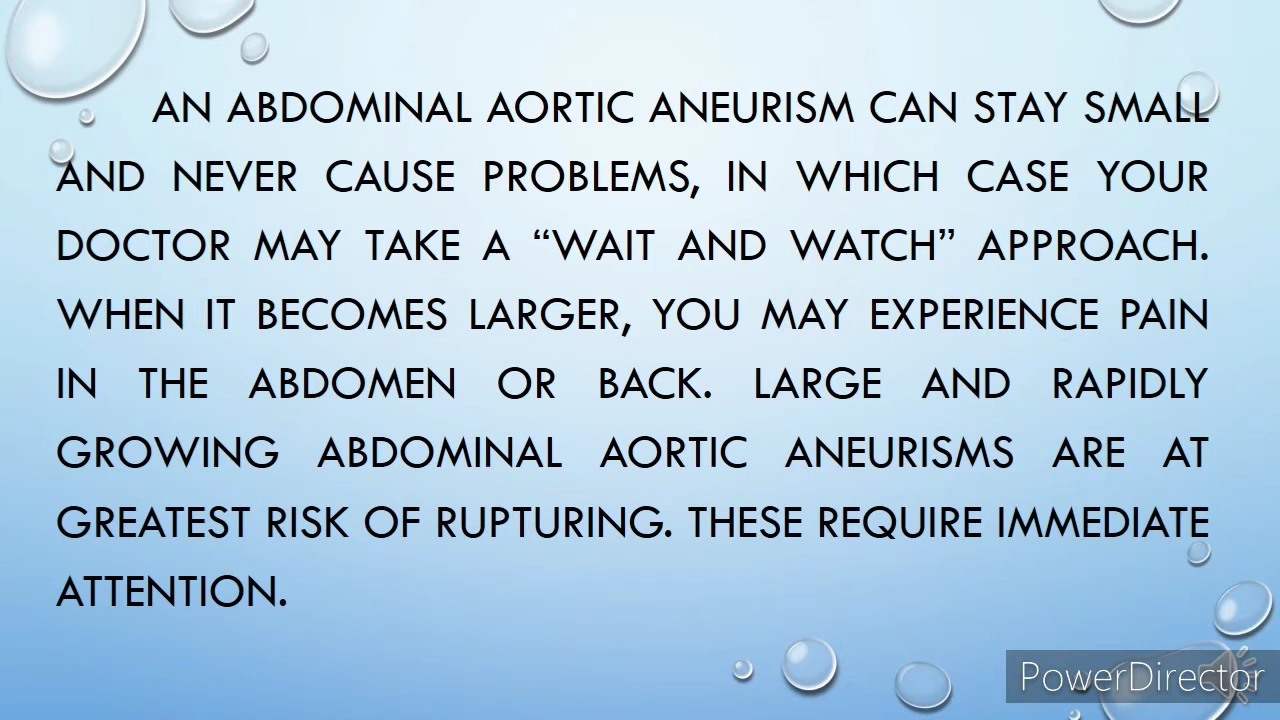 AN ABDOMINAL AORTIC ANEURISM CAN STAY SMALL
AND NEVER CAUSE PROBLEMS, IN WHICH CASE YOUR
DOCTOR MAY TAKE A “WAIT AND WATCH” APPROACH.
WHEN IT BECOMES LARGER, YOU MAY EXPERIENCE PAIN
IN THE ABDOMEN OR BACK. LARGE AND RAPIDLY
GROWING ABDOMINAL AORTIC ANEURISMS ARE AT
GREATEST RISK OF RUPTURING. THESE REQUIRE IMMEDIATE
ATTENTION.
PowerDirector